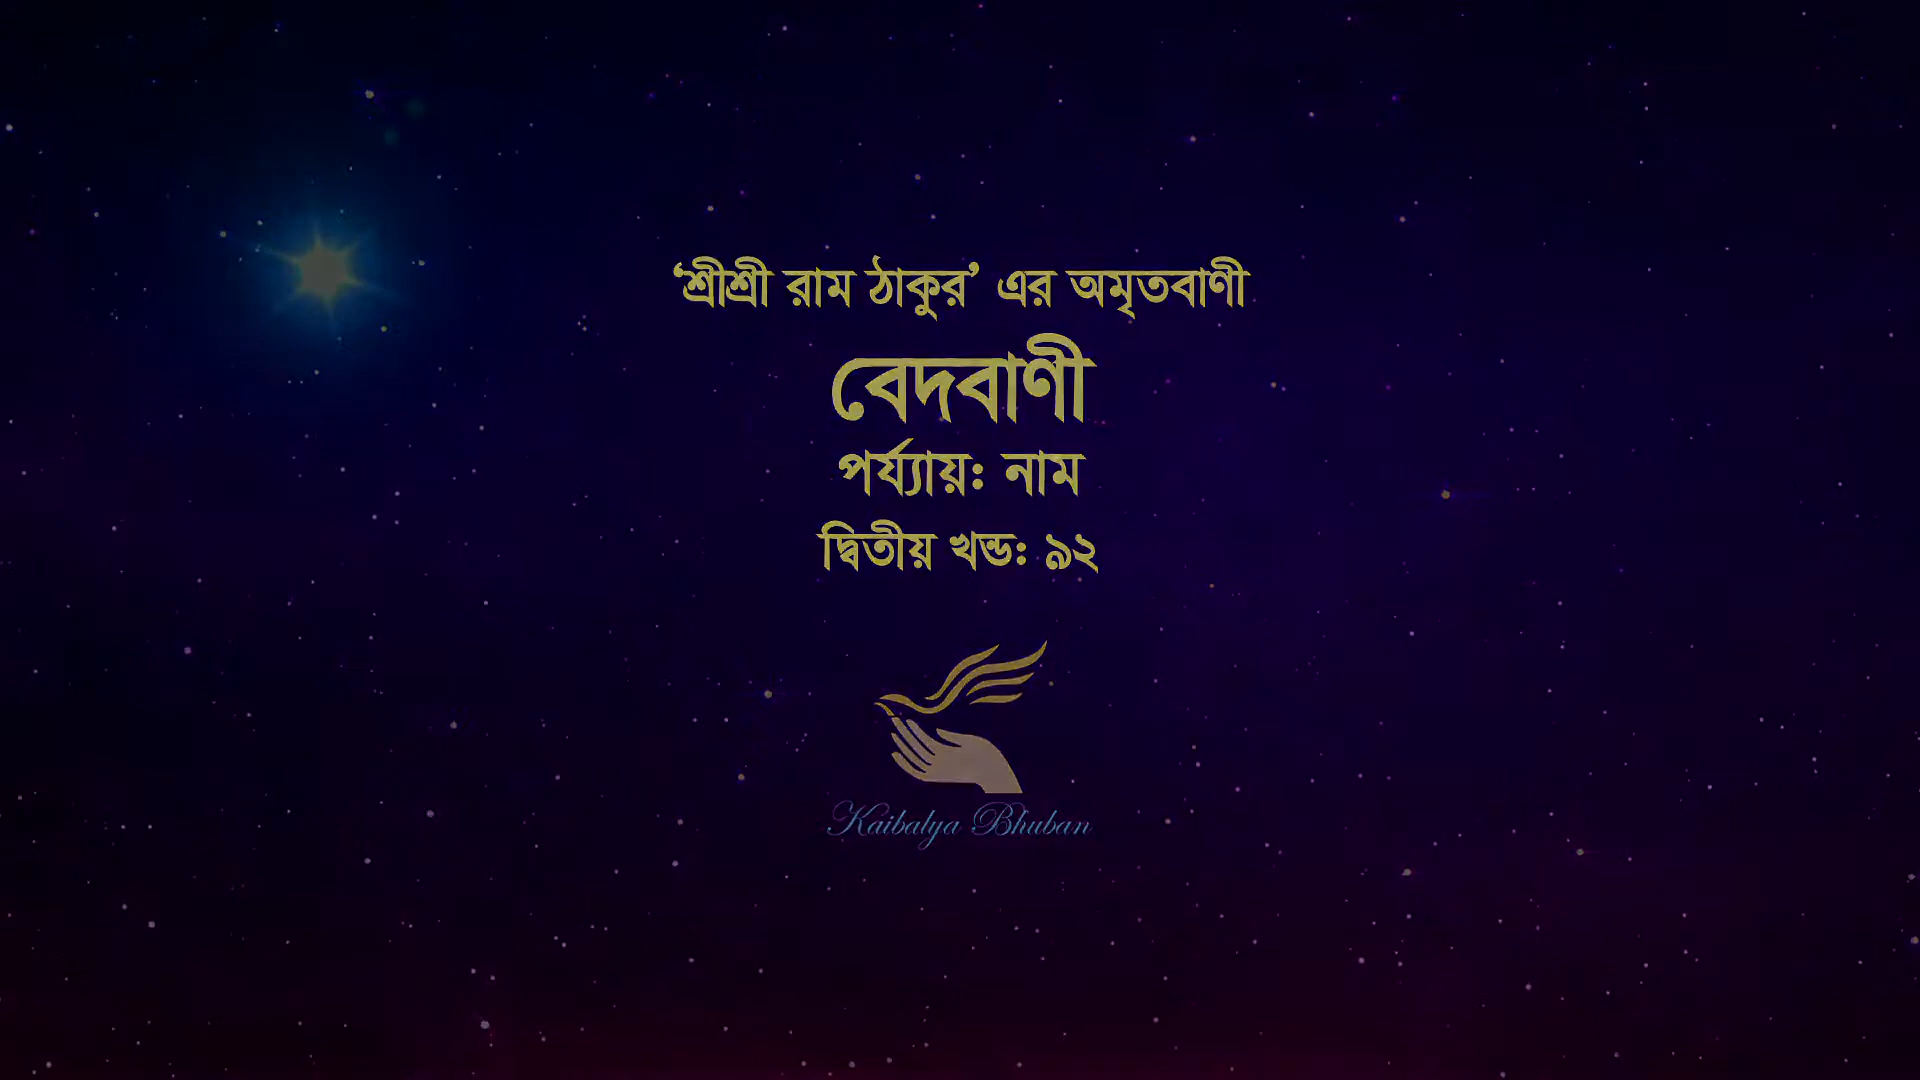 ‘শ্রীশ্রী রাম ঠাকুর’ এর অমৃতবাণী
বেদবাণী
পর্য্যায়ঃ নাম
দ্বিতীয় খন্ডঃ ৯২
Kaibalya Bhuban